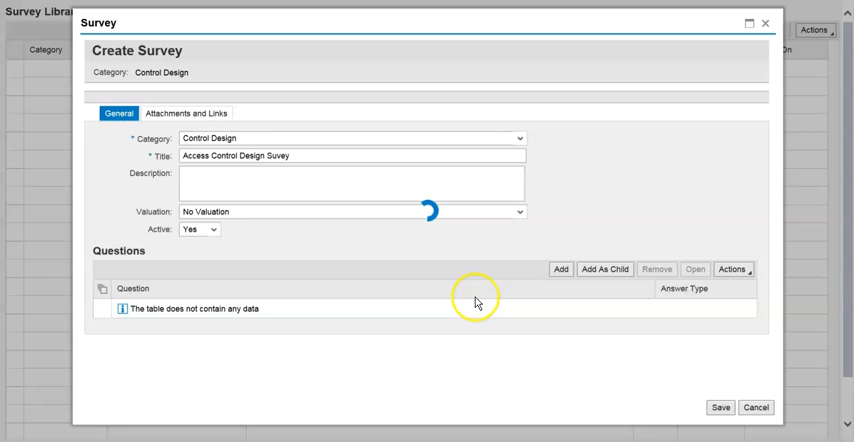 Survey Librar
Survey
Actions
Create Survey
Category: Control Design
Category
On
General Attachments and Links
* Category: Control Design
* Title: Access Control Design Suvey
Description:
Valuation: No Valuation
Active: Yes
Questions
Add Add As Child Remove Open Actions
Question Answer Type
The table does not contain any data
Save Cancel